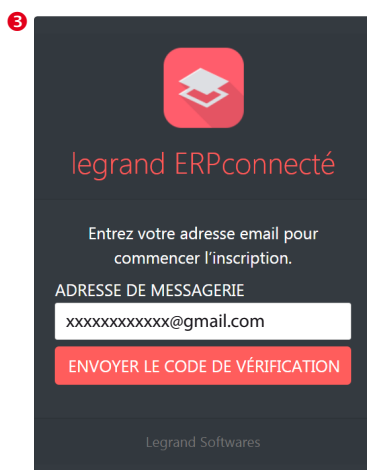 3
legrand ERPconnecté
Entrez votre adresse email pour
commencer l'inscription.
ADRESSE DE MESSAGERIE
xxxxxxxxxxxx@gmail.com
ENVOYER LE CODE DE VÉRIFICATION
Legrand Softwares